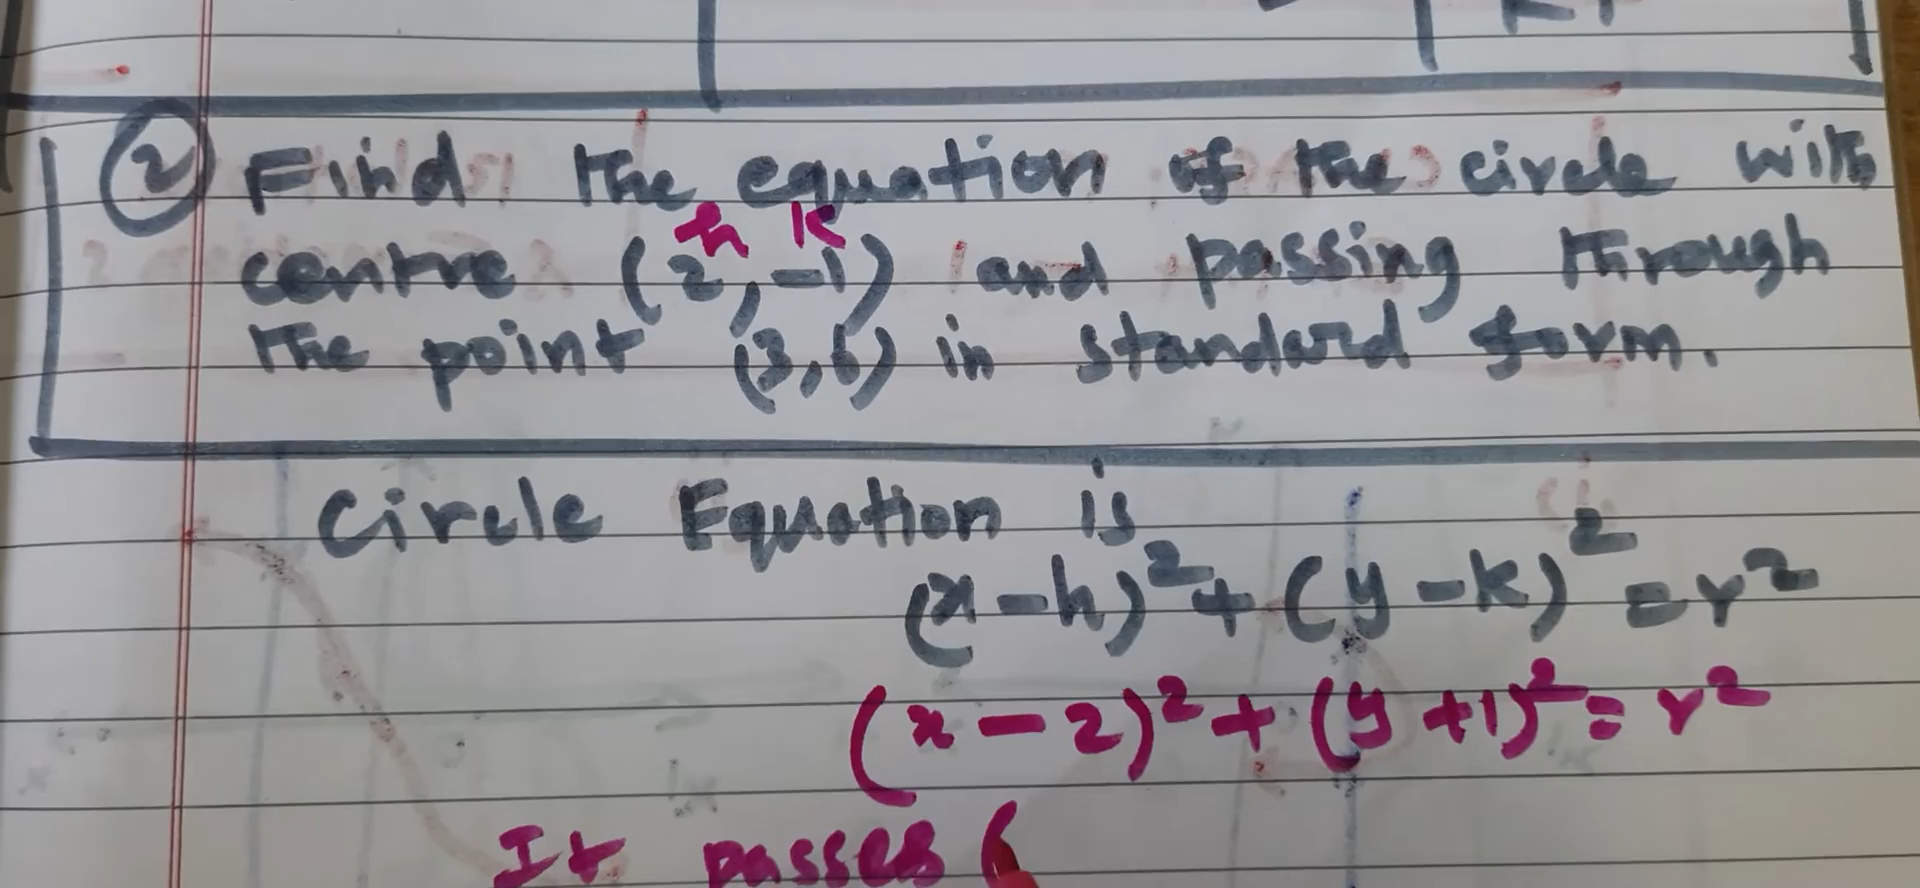 ② Find the equation of the circle with
h k
centre (2,-1) and passing through
the point (3,6) in standard form.
Circle Equation is
(x-h)²+(y-k)²=r²
(x-2)²+(y+1)²=r²
It passes (